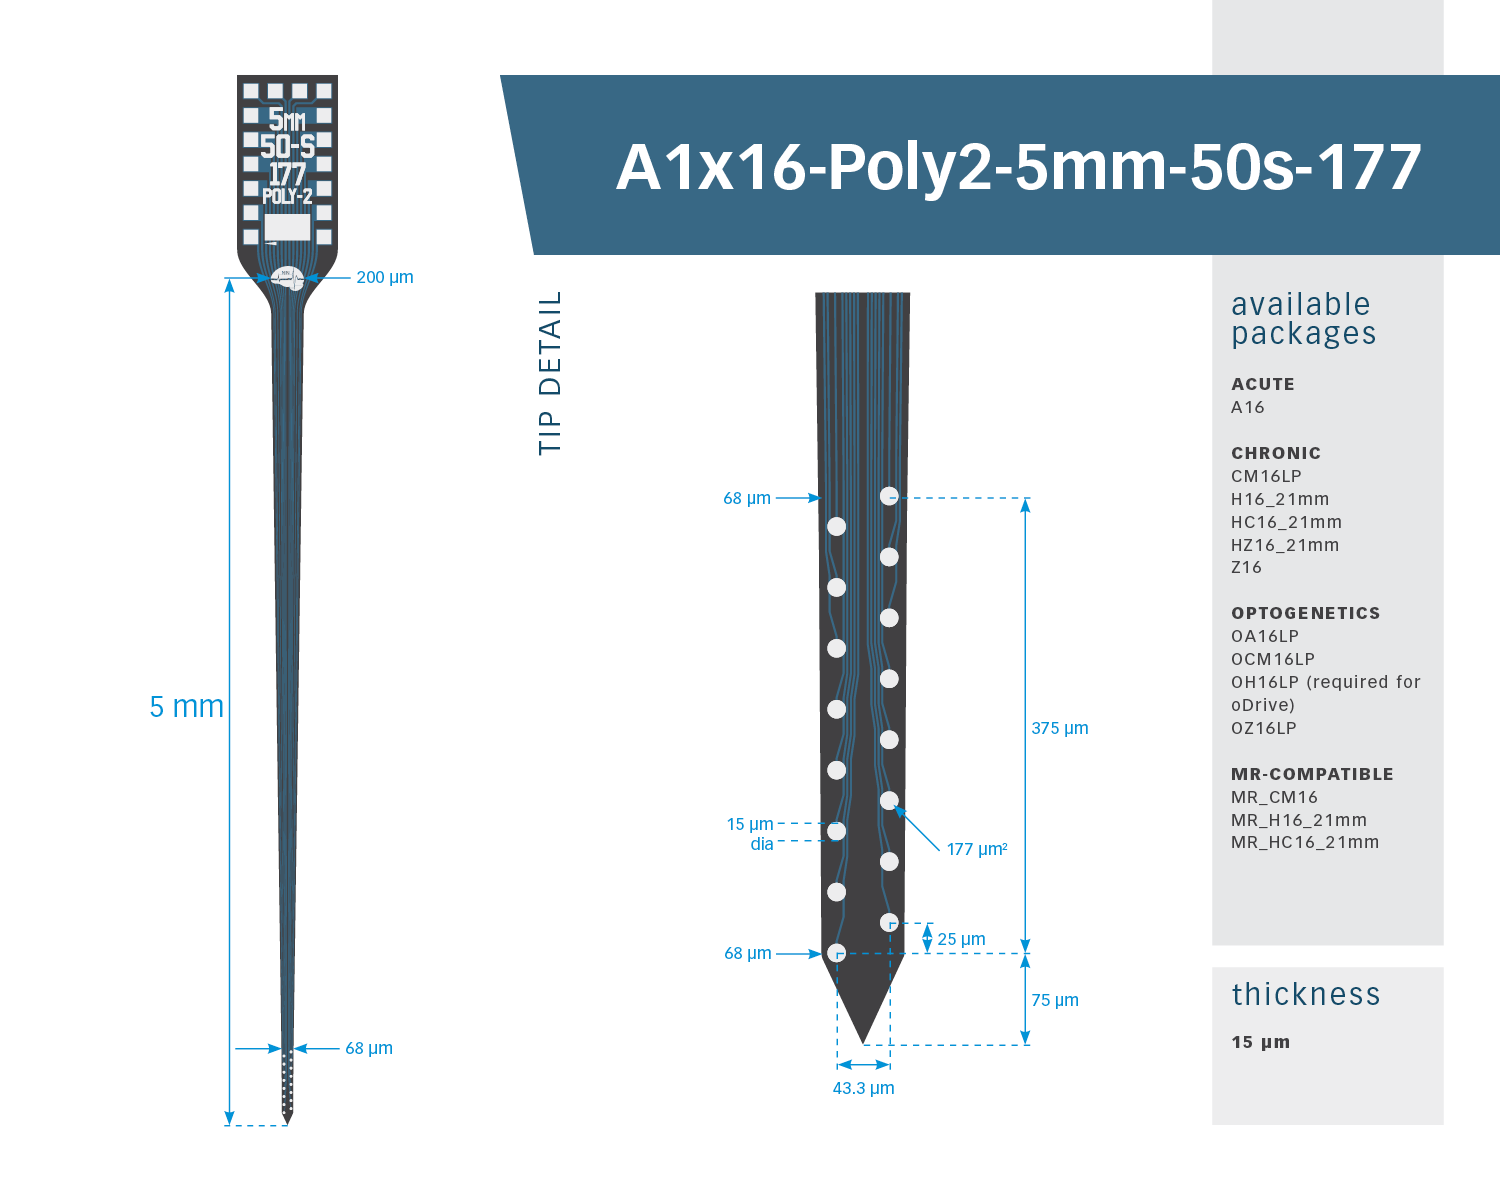 A1x16-Poly2-5mm-50s-177
5MM
50-S
177
POLY-2
MN
200 µm
5 mm
68 µm
TIP DETAIL
68 µm
375 µm
15 µm
dia
177 µm²
25 µm
68 µm
75 µm
43.3 µm
available
packages
ACUTE
A16
CHRONIC
CM16LP
H16_21mm
HC16_21mm
HZ16_21mm
Z16
OPTOGENETICS
OA16LP
OCM16LP
OH16LP (required for
oDrive)
OZ16LP
MR-COMPATIBLE
MR_CM16
MR_H16_21mm
MR_HC16_21mm
thickness
15 µm